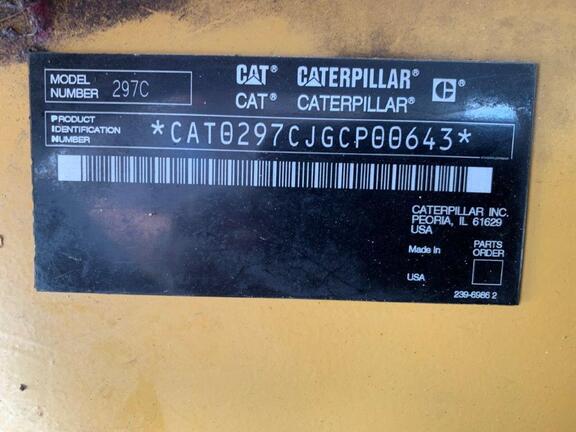 MODEL NUMBER 297C
CAT® CATERPILLAR® C®
CAT® CATERPILLAR®
PRODUCT IDENTIFICATION NUMBER *CAT0297CJGCP00643*
CATERPILLAR INC.
PEORIA, IL 61629
USA
Made In
USA
PARTS ORDER
239-6986 2